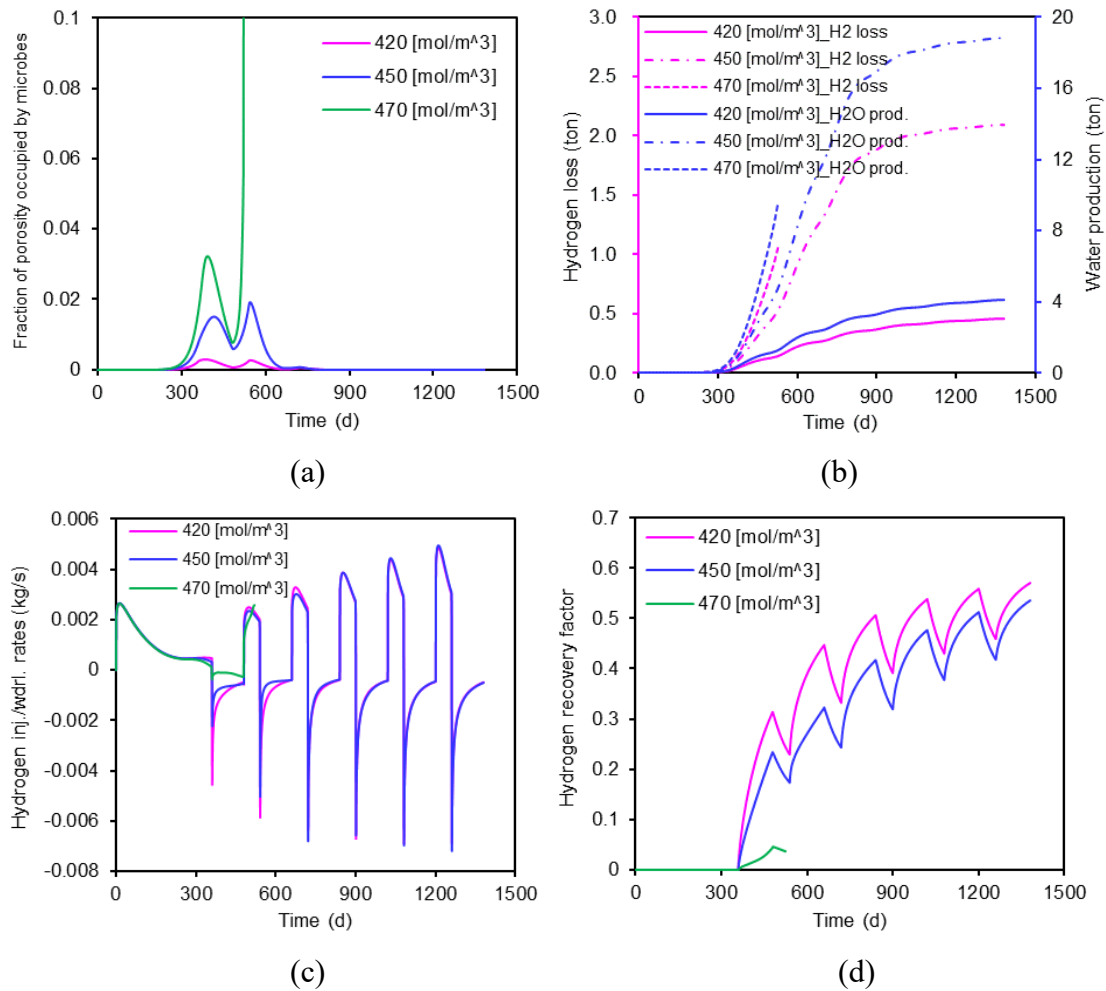 0.1
0.08
0.06
0.04
0.02
0
Fraction of porosity occupied by microbes
420 [mol/m^3]
450 [mol/m^3]
470 [mol/m^3]
0 300 600 900 1200 1500
Time (d)
(a)
3.0
2.5
2.0
1.5
1.0
0.5
0.0
Hydrogen loss (ton)
420 [mol/m^3]_H2 loss
450 [mol/m^3]_H2 loss
470 [mol/m^3]_H2 loss
420 [mol/m^3]_H2O prod.
450 [mol/m^3]_H2O prod.
470 [mol/m^3]_H2O prod.
20
16
12
8
4
0
Water production (ton)
0 300 600 900 1200 1500
Time (d)
(b)
0.006
0.004
0.002
0
-0.002
-0.004
-0.006
-0.008
Hydrogen inj./wdrl. rates (kg/s)
420 [mol/m^3]
450 [mol/m^3]
470 [mol/m^3]
0 300 600 900 1200 1500
Time (d)
(c)
0.7
0.6
0.5
0.4
0.3
0.2
0.1
0
Hydrogen recovery factor
420 [mol/m^3]
450 [mol/m^3]
470 [mol/m^3]
0 300 600 900 1200 1500
Time (d)
(d)